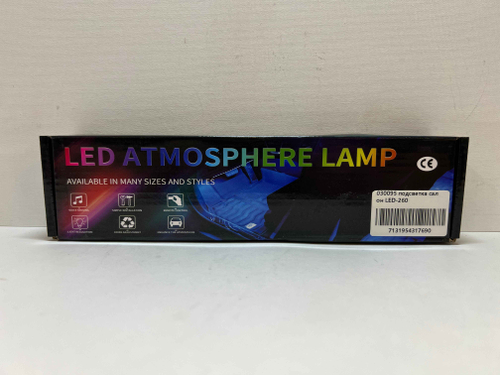 LED ATMOSPHERE LAMP
CE
AVAILABLE IN MANY SIZES AND STYLES
030095 подсветка сал
он LED-260
7131954317690